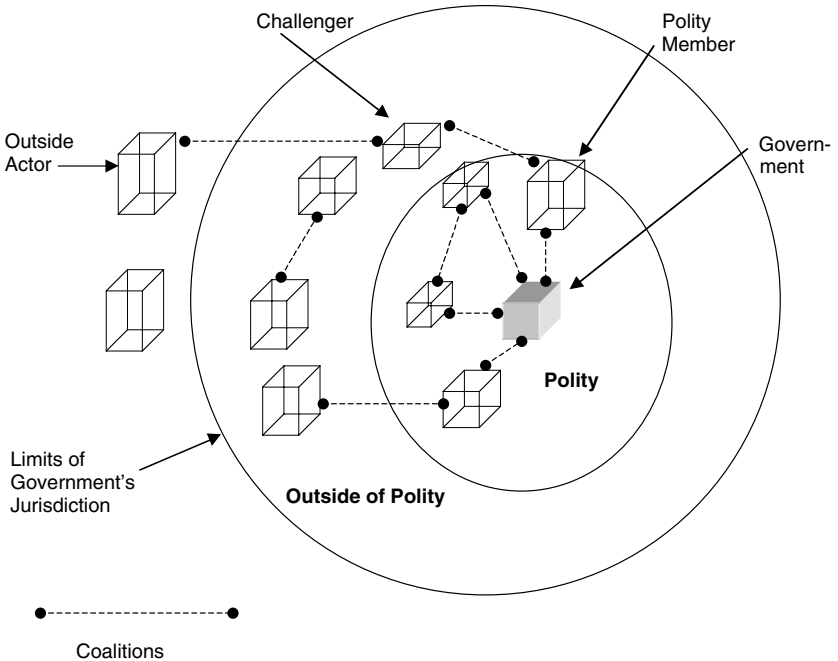 Challenger
Polity
Member
Outside
Actor
Govern-
ment
Polity
Limits of
Government's
Jurisdiction
Outside of Polity
Coalitions